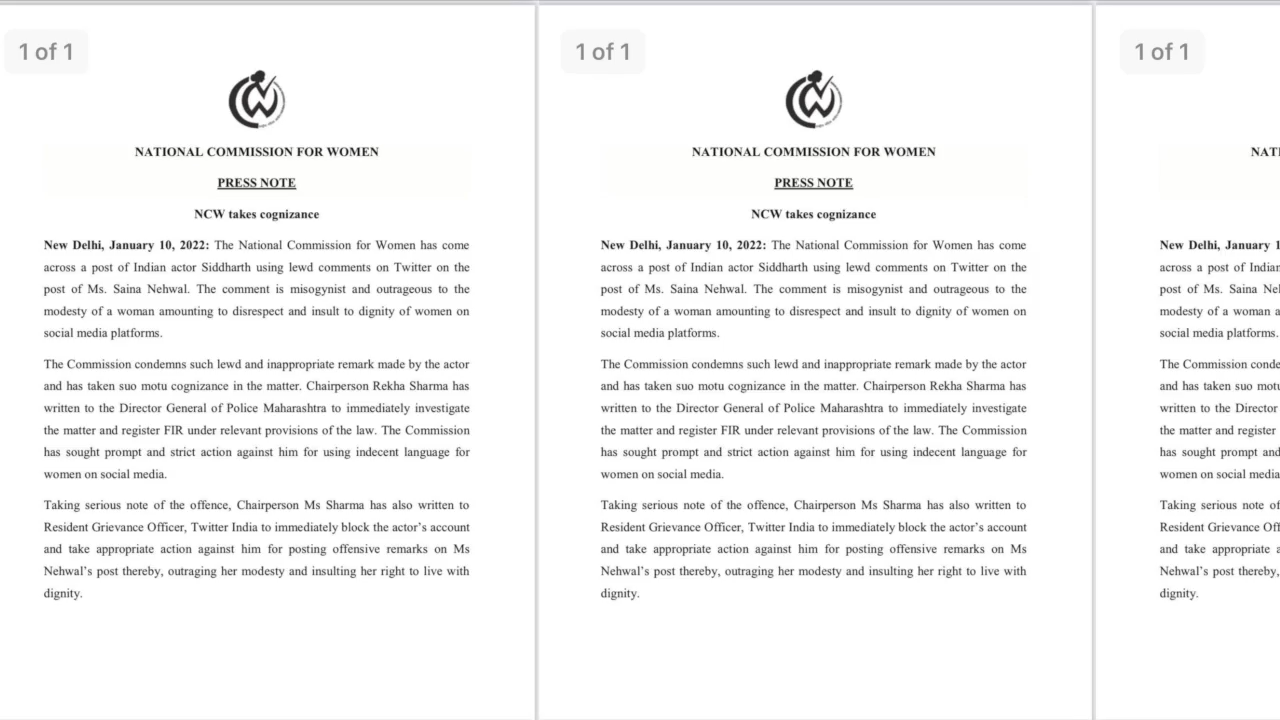 1 of 1
NATIONAL COMMISSION FOR WOMEN
PRESS NOTE
NCW takes cognizance
New Delhi, January 10, 2022: The National Commission for Women has come
across a post of Indian actor Siddharth using lewd comments on Twitter on the
post of Ms. Saina Nehwal. The comment is misogynist and outrageous to the
modesty of a woman amounting to disrespect and insult to dignity of women on
social media platforms.
The Commission condemns such lewd and inappropriate remark made by the actor
and has taken suo motu cognizance in the matter. Chairperson Rekha Sharma has
written to the Director General of Police Maharashtra to immediately investigate
the matter and register FIR under relevant provisions of the law. The Commission
has sought prompt and strict action against him for using indecent language for
women on social media.
Taking serious note of the offence, Chairperson Ms Sharma has also written to
Resident Grievance Officer, Twitter India to immediately block the actor's account
and take appropriate action against him for posting offensive remarks on Ms
Nehwal's post thereby, outraging her modesty and insulting her right to live with
dignity.
1 of 1
NATIONAL COMMISSION FOR WOMEN
PRESS NOTE
NCW takes cognizance
New Delhi, January 10, 2022: The National Commission for Women has come
across a post of Indian actor Siddharth using lewd comments on Twitter on the
post of Ms. Saina Nehwal. The comment is misogynist and outrageous to the
modesty of a woman amounting to disrespect and insult to dignity of women on
social media platforms.
The Commission condemns such lewd and inappropriate remark made by the actor
and has taken suo motu cognizance in the matter. Chairperson Rekha Sharma has
written to the Director General of Police Maharashtra to immediately investigate
the matter and register FIR under relevant provisions of the law. The Commission
has sought prompt and strict action against him for using indecent language for
women on social media.
Taking serious note of the offence, Chairperson Ms Sharma has also written to
Resident Grievance Officer, Twitter India to immediately block the actor's account
and take appropriate action against him for posting offensive remarks on Ms
Nehwal's post thereby, outraging her modesty and insulting her right to live with
dignity.
1 of 1
NATI
New Delhi, January 1
across a post of Indian
post of Ms. Saina Neh
modesty of a woman a
social media platforms.
The Commission conde
and has taken suo motu
written to the Director
the matter and register
has sought prompt and
women on social media
Taking serious note of
Resident Grievance Off
and take appropriate a
Nehwal's post thereby,
dignity.